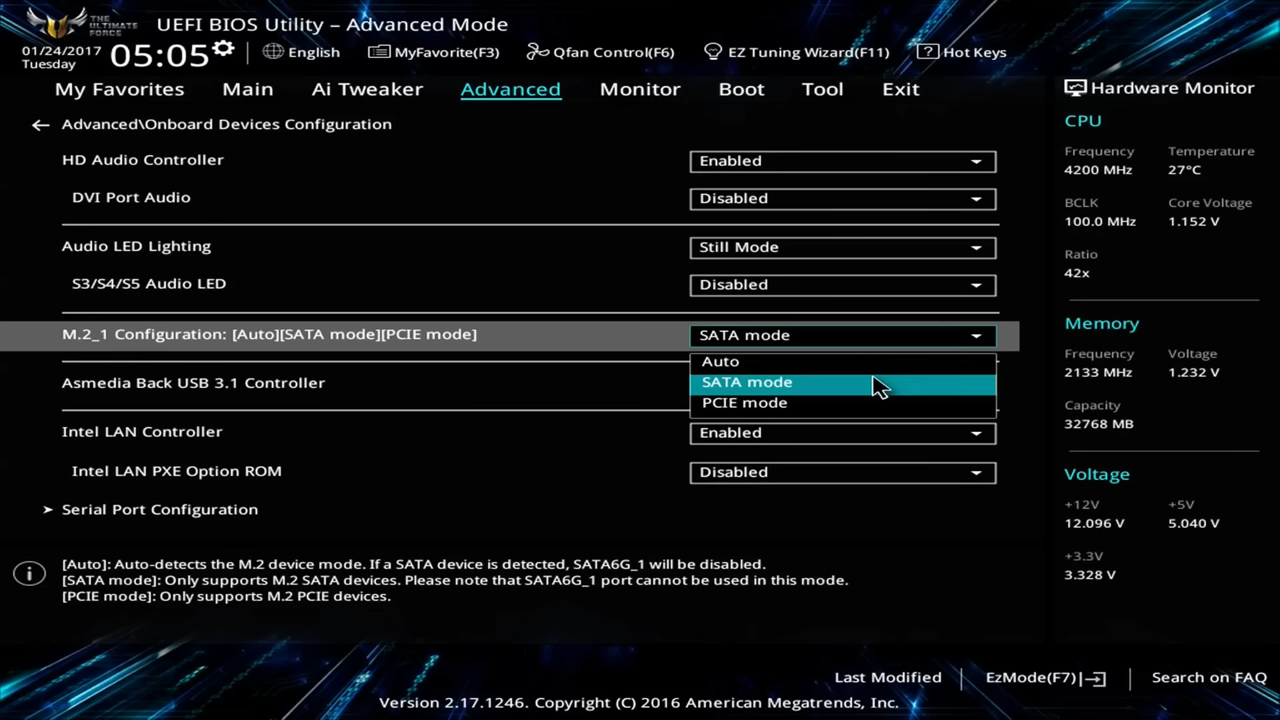 THE ULTIMATE FORCE
UEFI BIOS Utility – Advanced Mode
01/24/2017
Tuesday
05:05
English
MyFavorite(F3)
Qfan Control(F6)
EZ Tuning Wizard(F11)
? Hot Keys
My Favorites Main Ai Tweaker Advanced Monitor Boot Tool Exit
Hardware Monitor
Advanced\Onboard Devices Configuration
HD Audio Controller Enabled
DVI Port Audio Disabled
Audio LED Lighting Still Mode
S3/S4/S5 Audio LED Disabled
M.2_1 Configuration: [Auto][SATA mode][PCIE mode] SATA mode
Auto
SATA mode
PCIE mode
Asmedia Back USB 3.1 Controller
Intel LAN Controller Enabled
Intel LAN PXE Option ROM Disabled
Serial Port Configuration
CPU
Frequency Temperature
4200 MHz 27°C
BCLK Core Voltage
100.0 MHz 1.152 V
Ratio
42x
Memory
Frequency Voltage
2133 MHz 1.232 V
Capacity
32768 MB
Voltage
+12V +5V
12.096 V 5.040 V
+3.3V
3.328 V
[Auto]: Auto-detects the M.2 device mode. If a SATA device is detected, SATA6G_1 will be disabled.
[SATA mode]: Only supports M.2 SATA devices. Please note that SATA6G_1 port cannot be used in this mode.
[PCIE mode]: Only supports M.2 PCIE devices.
Last Modified
EzMode(F7)
Search on FAQ
Version 2.17.1246. Copyright (C) 2016 American Megatrends, Inc.